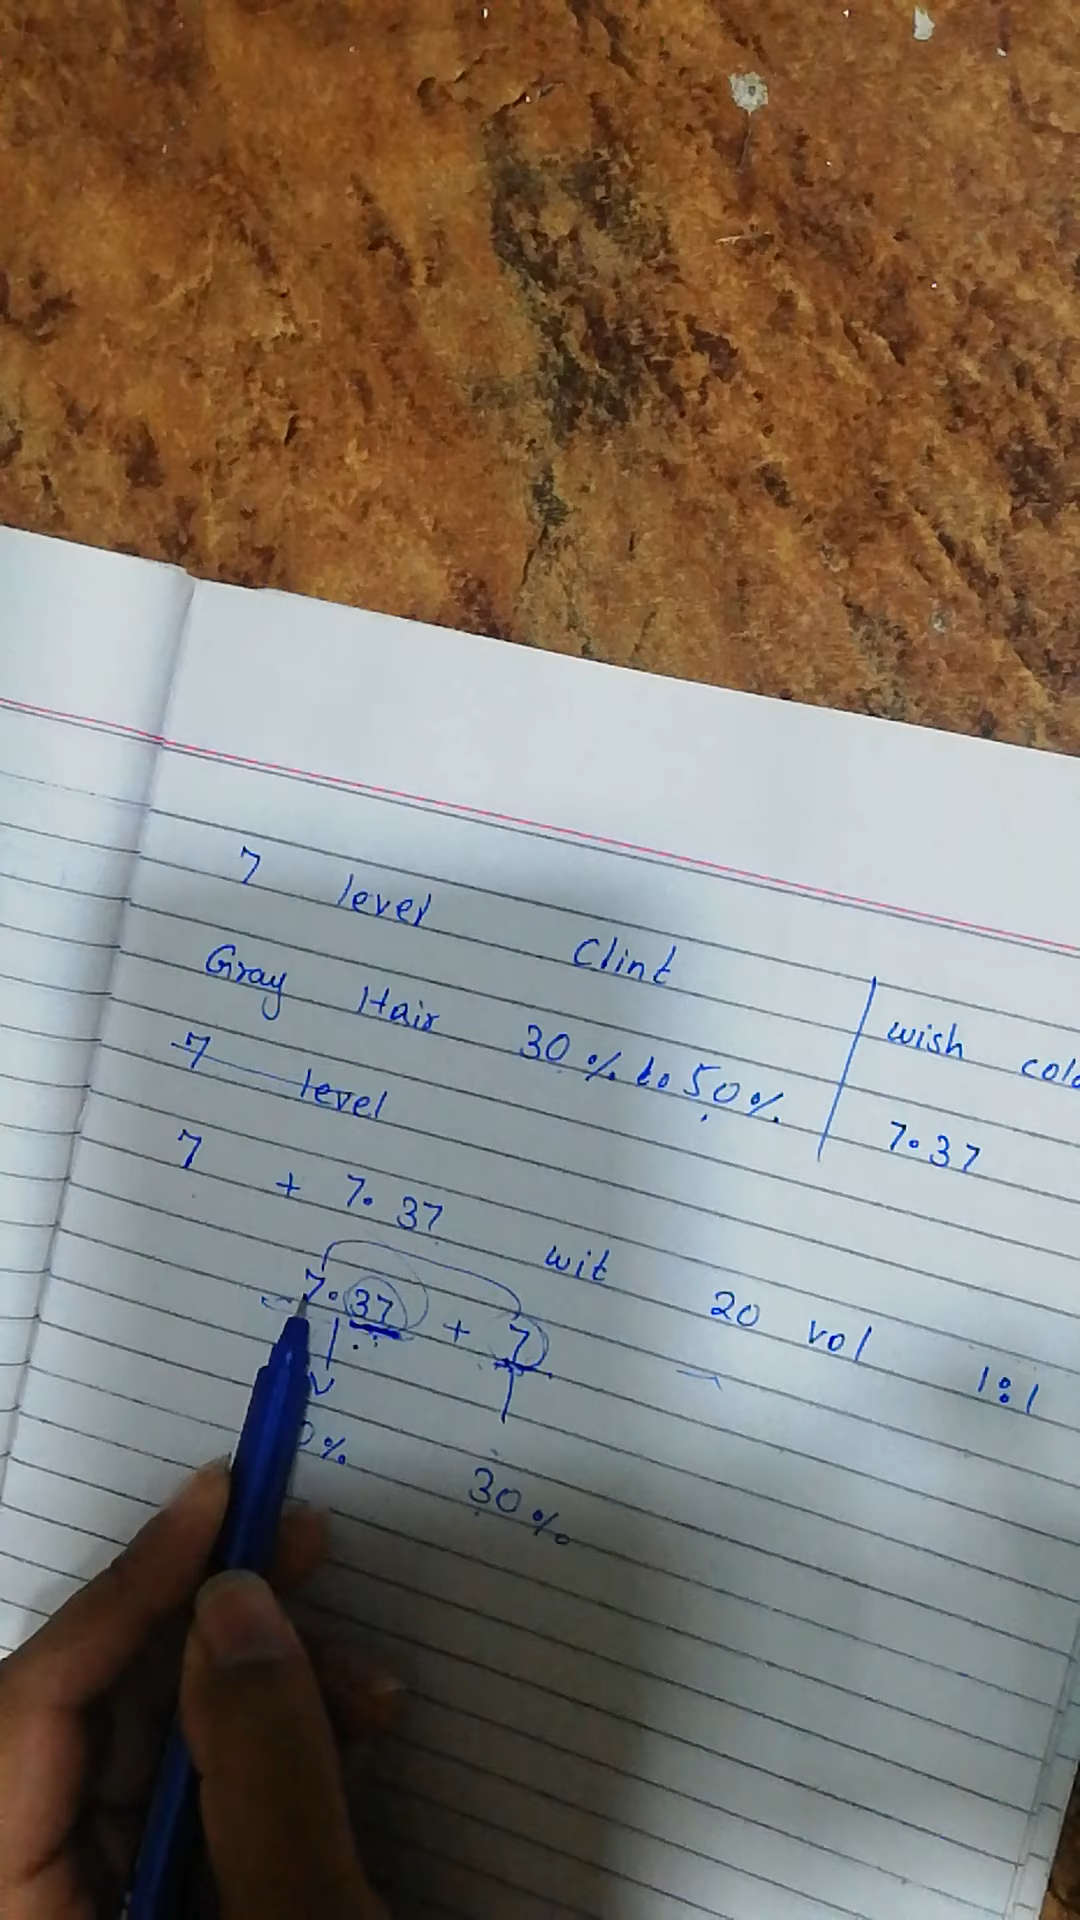 7 level Clint
Gray Hair 30% to 50%
wish
7.37
7 level
7 + 7.37 wit 20 vol 1:1
7.37 + 7
0% 30%